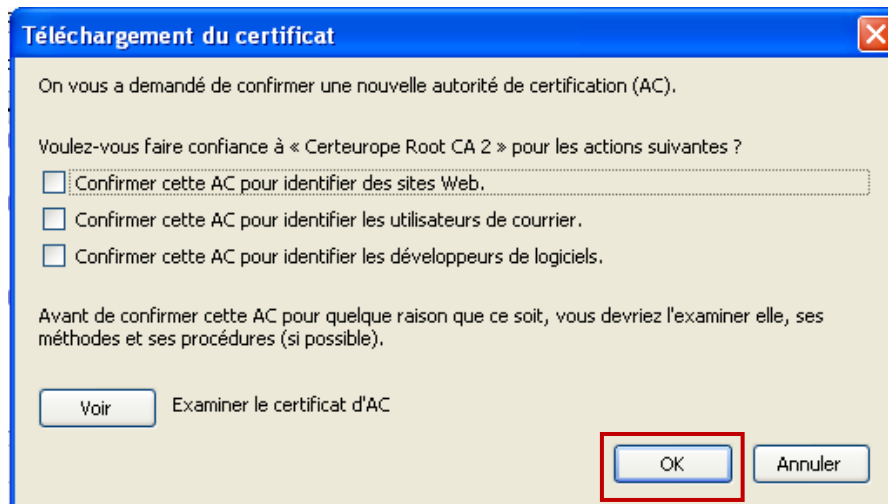 Téléchargement du certificat
On vous a demandé de confirmer une nouvelle autorité de certification (AC).
Voulez-vous faire confiance à « Certeurope Root CA 2 » pour les actions suivantes ?
Confirmer cette AC pour identifier des sites Web.
Confirmer cette AC pour identifier les utilisateurs de courrier.
Confirmer cette AC pour identifier les développeurs de logiciels.
Avant de confirmer cette AC pour quelque raison que ce soit, vous devriez l'examiner elle, ses
méthodes et ses procédures (si possible).
Voir Examiner le certificat d'AC
OK Annuler